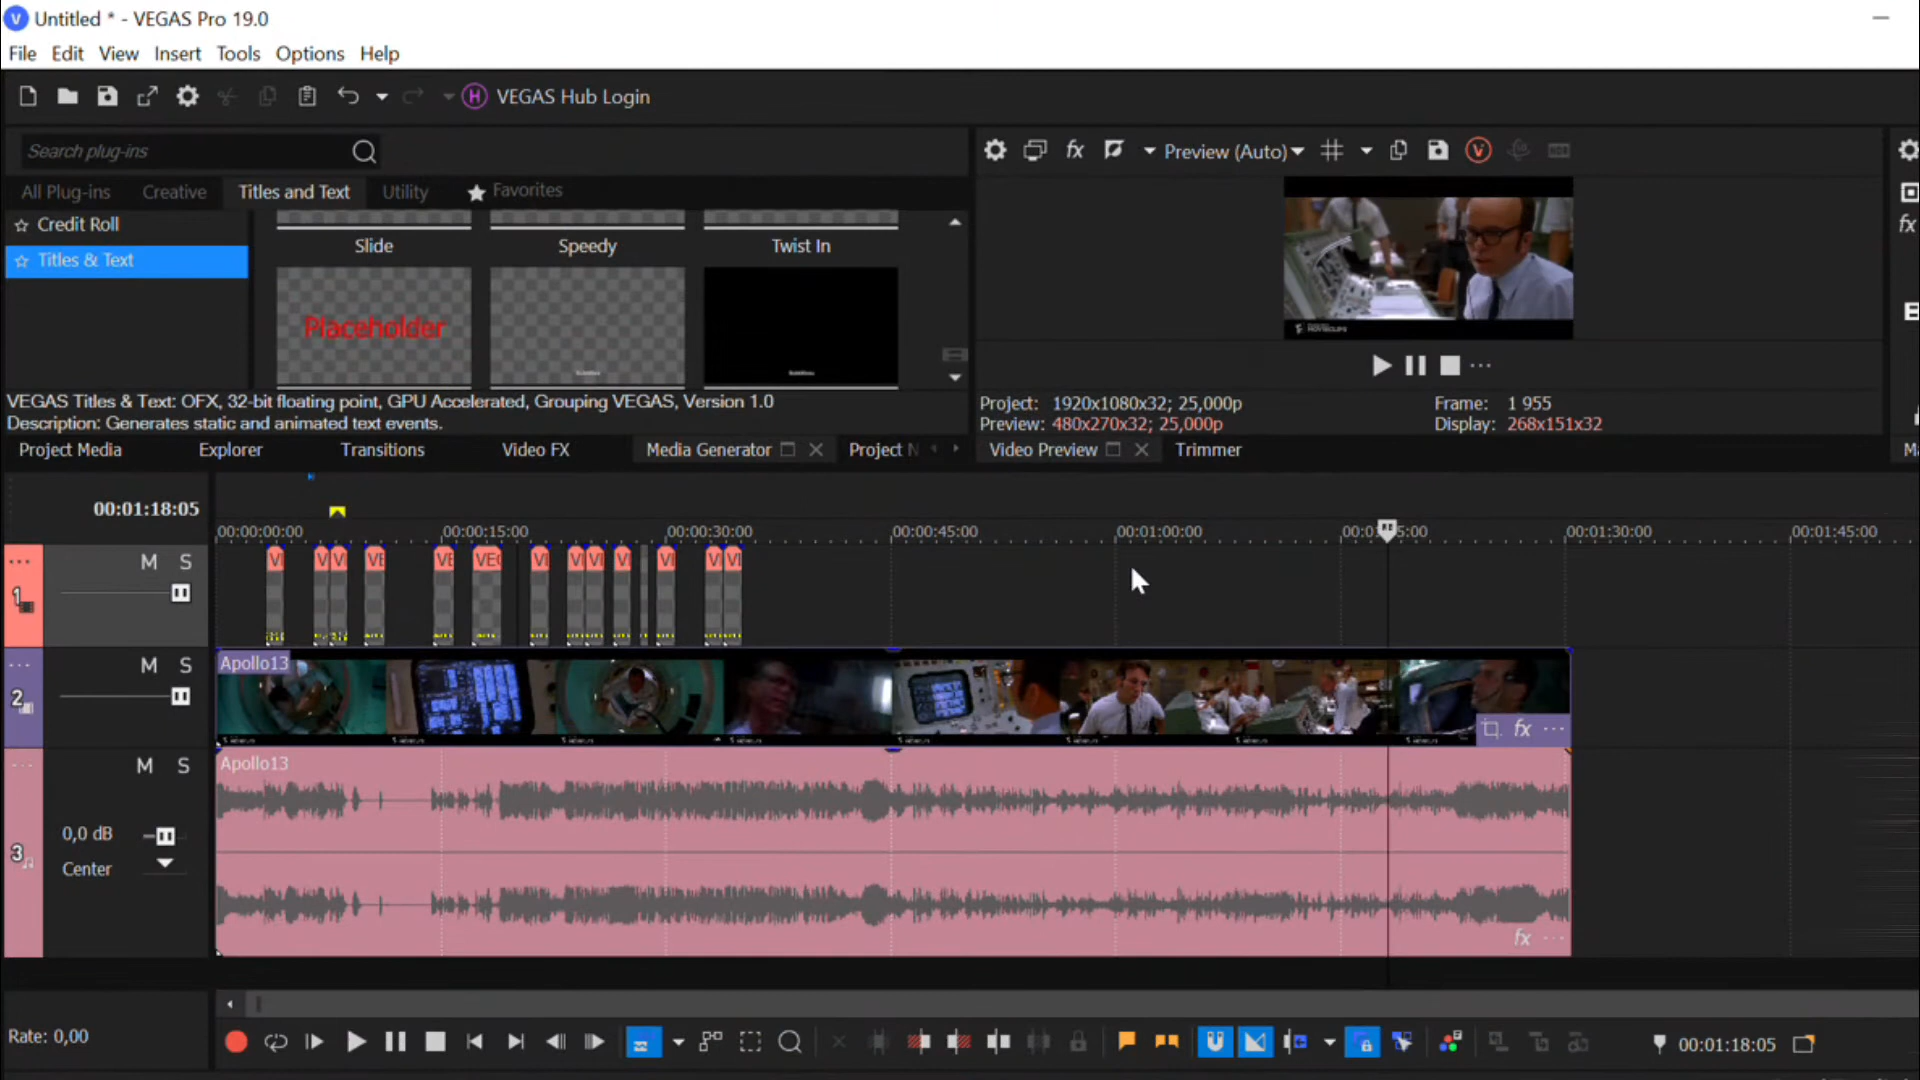 Untitled * - VEGAS Pro 19.0
File Edit View Insert Tools Options Help
VEGAS Hub Login
Search plug-ins
Preview (Auto)
All Plug-ins Creative Titles and Text Utility Favorites
Credit Roll
Titles & Text
Slide Speedy Twist In
Placeholder
VEGAS Titles & Text: OFX, 32-bit floating point, GPU Accelerated, Grouping VEGAS, Version 1.0
Description: Generates static and animated text events.
Project: 1920x1080x32; 25,000p
Frame: 1 955
Preview: 480x270x32; 25,000p
Display: 268x151x32
Project Media Explorer Transitions Video FX Media Generator Project N
Video Preview Trimmer
00:01:18:05
00:00:00:00 00:00:15:00 00:00:30:00 00:00:45:00 00:01:00:00 00:01:30:00 00:01:45:00
1 M S
2 M S
Apollo13
fx
3 M S
Apollo13
0,0 dB
Center
fx
Rate: 0,00
00:01:18:05